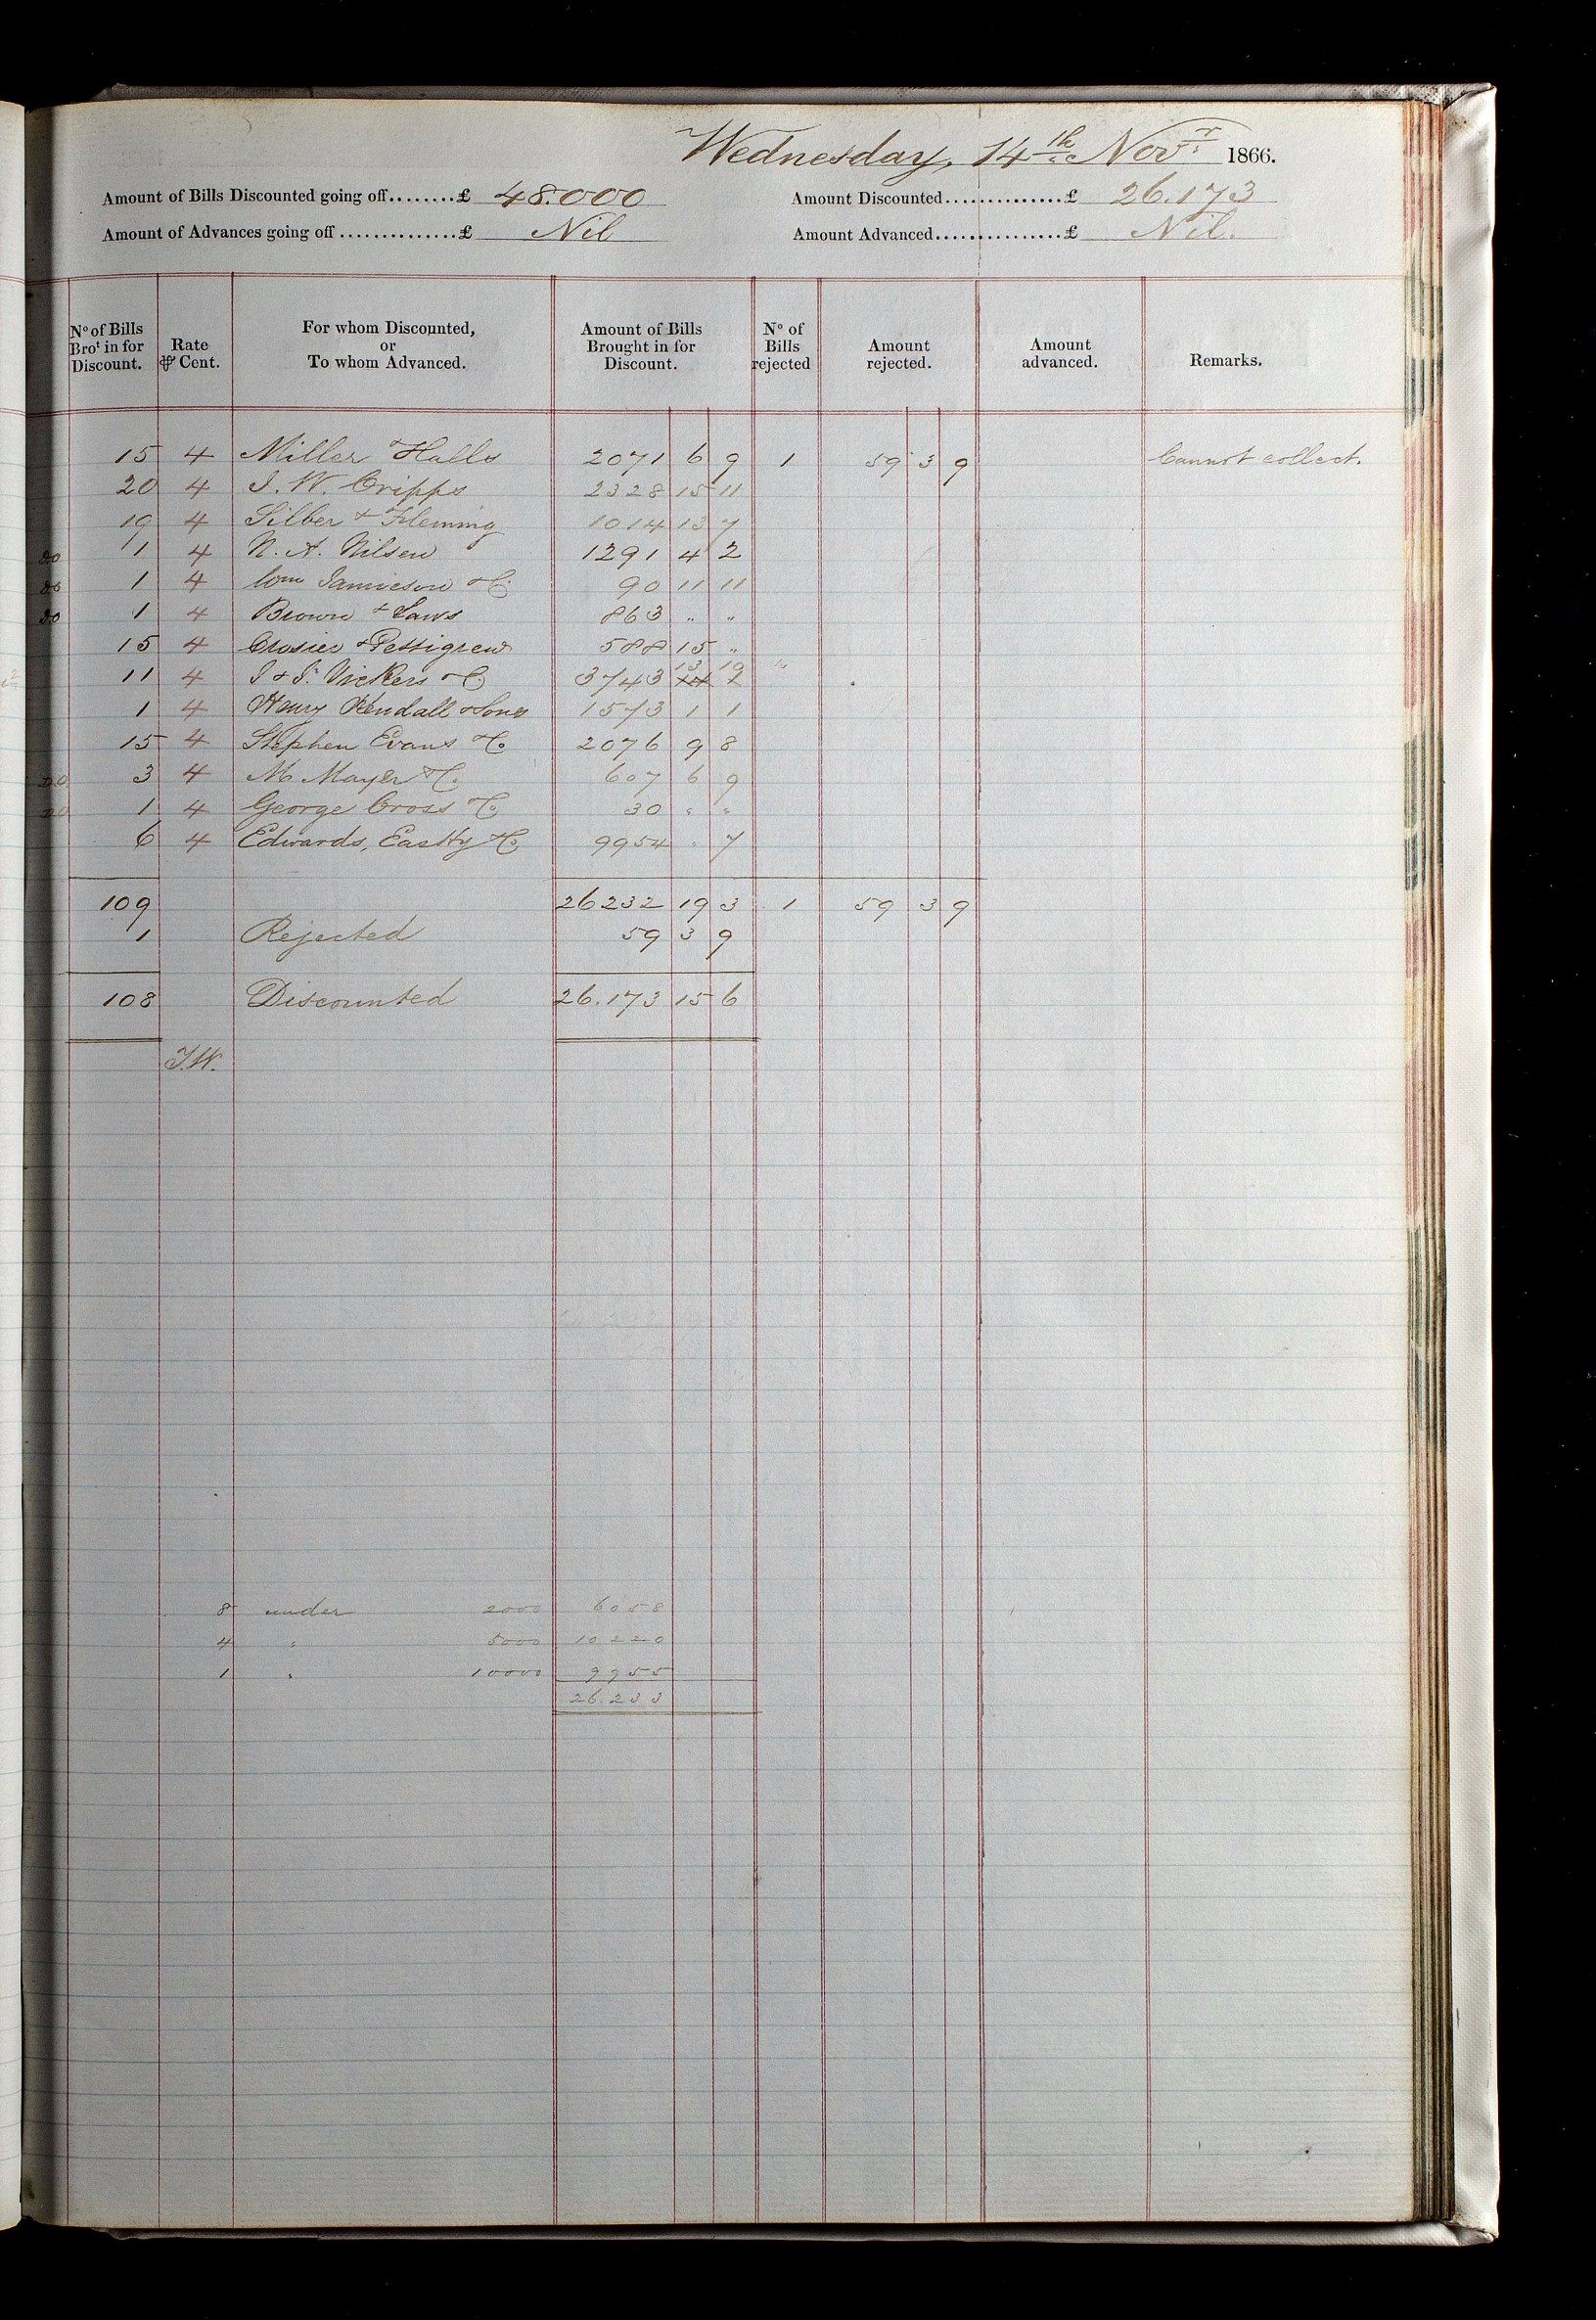 Wednesday, 14th Novr 1866.
Amount of Bills Discounted going off........£ 48.000 Amount Discounted..............£ 26.173
Amount of Advances going off..............£ Nil Amount Advanced................£ Nil.
No of Bills Brot in for Discount. Rate ⅌ Cent. For whom Discounted, or To whom Advanced. Amount of Bills Brought in for Discount. No of Bills rejected Amount rejected. Amount advanced. Remarks.
15 4 Miller & Halls 2071 6 9 1 59 3 9 Cannot collect.
20 4 J. W. Cripps 2328 15 11
19 4 Silber & Fleming 1014 13 7
Do 1 4 N. A. Nilsen 1291 4 2
Do 1 4 Wm Jamieson & Co 90 11 11
Do 1 4 Brown & Laws 863 " "
15 4 Crosier & Pettigrew 588 15 "
11 4 J & J. Vickers & Co 3743 13 10
1 4 Henry Kendall & Sons 1573 1 1
15 4 Stephen Evans & Co 2076 9 8
Do 3 4 M Mayer & Co. 607 6 9
Do 1 4 George Cross & Co 30 " "
6 4 Edwards, Eastty & Co 9954 " 7
109 26232 19 3 1 59 3 9
1 Rejected 59 3 9
108 Discounted 26.173 15 6
J.W.
8 under 2000 6058
4 " 5000 10220
1 " 10000 9955
26.233